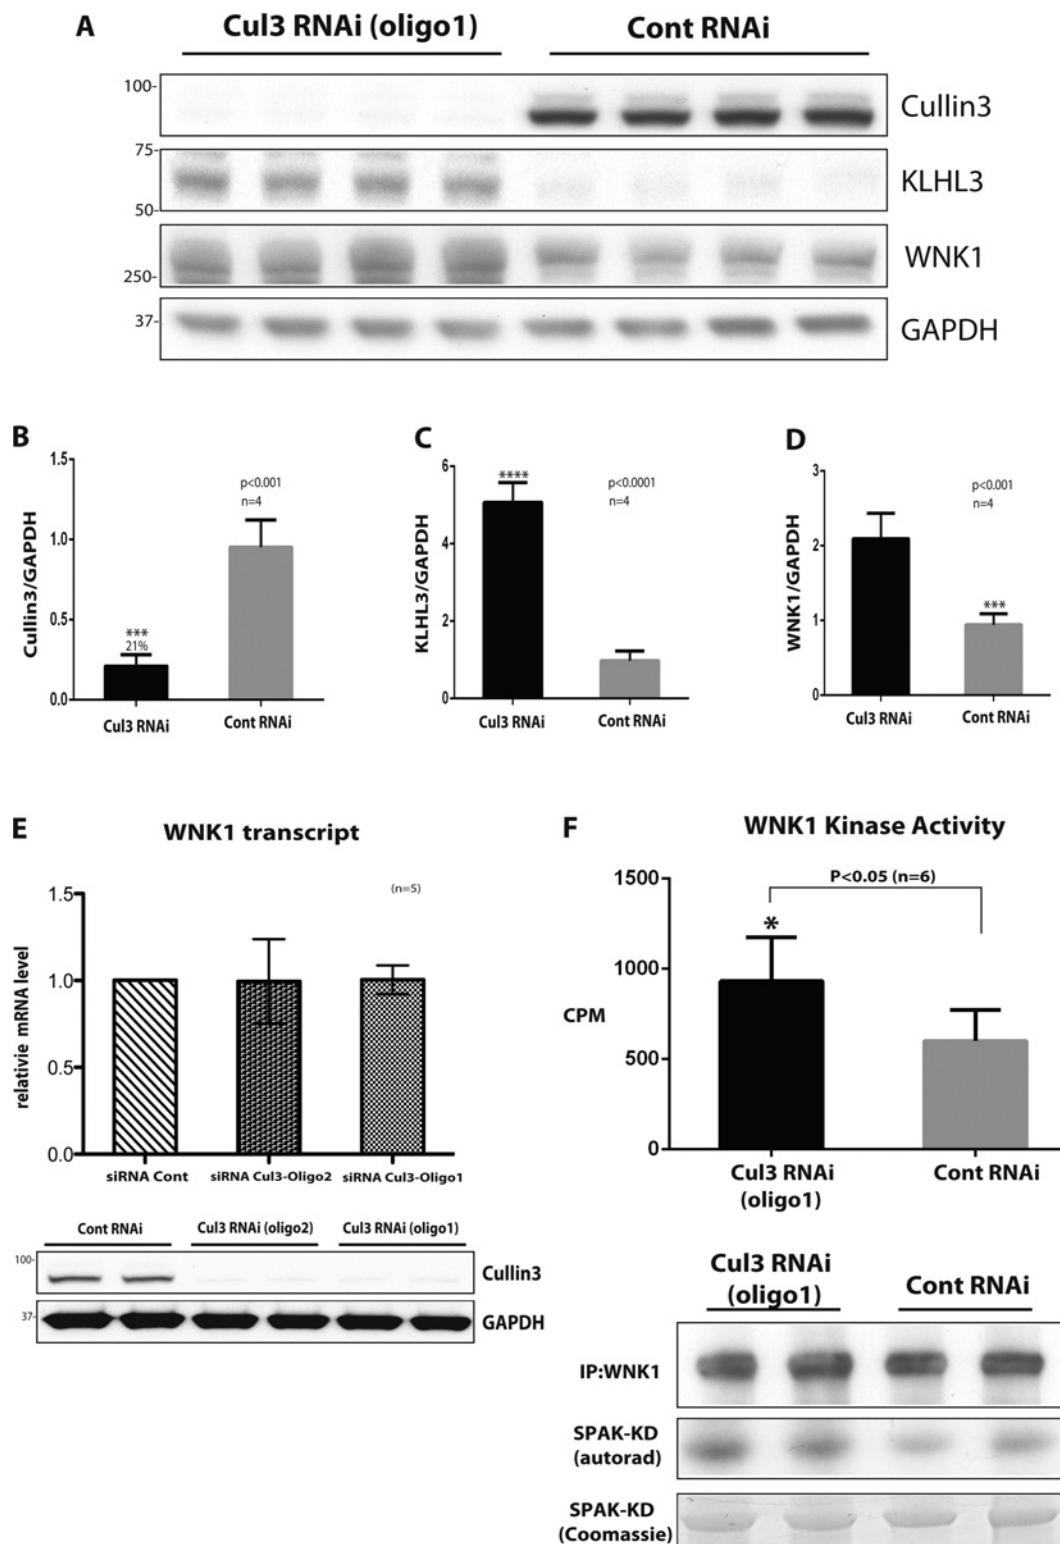 A
Cul3 RNAi (oligo1)
Cont RNAi
100-
Cullin3
75-
KLHL3
50-
WNK1
250-
37-
GAPDH
B
Cullin3/GAPDH
1.5
1.0
0.5
0.0
p<0.001
n=4
***
21%
Cul3 RNAi
Cont RNAi
C
KLHL3/GAPDH
6
4
2
0
****
p<0.0001
n=4
Cul3 RNAi
Cont RNAi
D
WNK1/GAPDH
3
2
1
0
p<0.001
n=4
***
Cul3 RNAi
Cont RNAi
E
WNK1 transcript
relativie mRNA level
1.5
1.0
0.5
0.0
(n=5)
siRNA Cont
siRNA Cul3-Oligo2
siRNA Cul3-Oligo1
Cont RNAi
Cul3 RNAi (oligo2)
Cul3 RNAi (oligo1)
100-
Cullin3
37-
GAPDH
F
WNK1 Kinase Activity
1500
1000
500
0
CPM
P<0.05 (n=6)
*
Cul3 RNAi
(oligo1)
Cont RNAi
Cul3 RNAi
(oligo1)
Cont RNAi
IP:WNK1
SPAK-KD
(autorad)
SPAK-KD
(Coomassie)